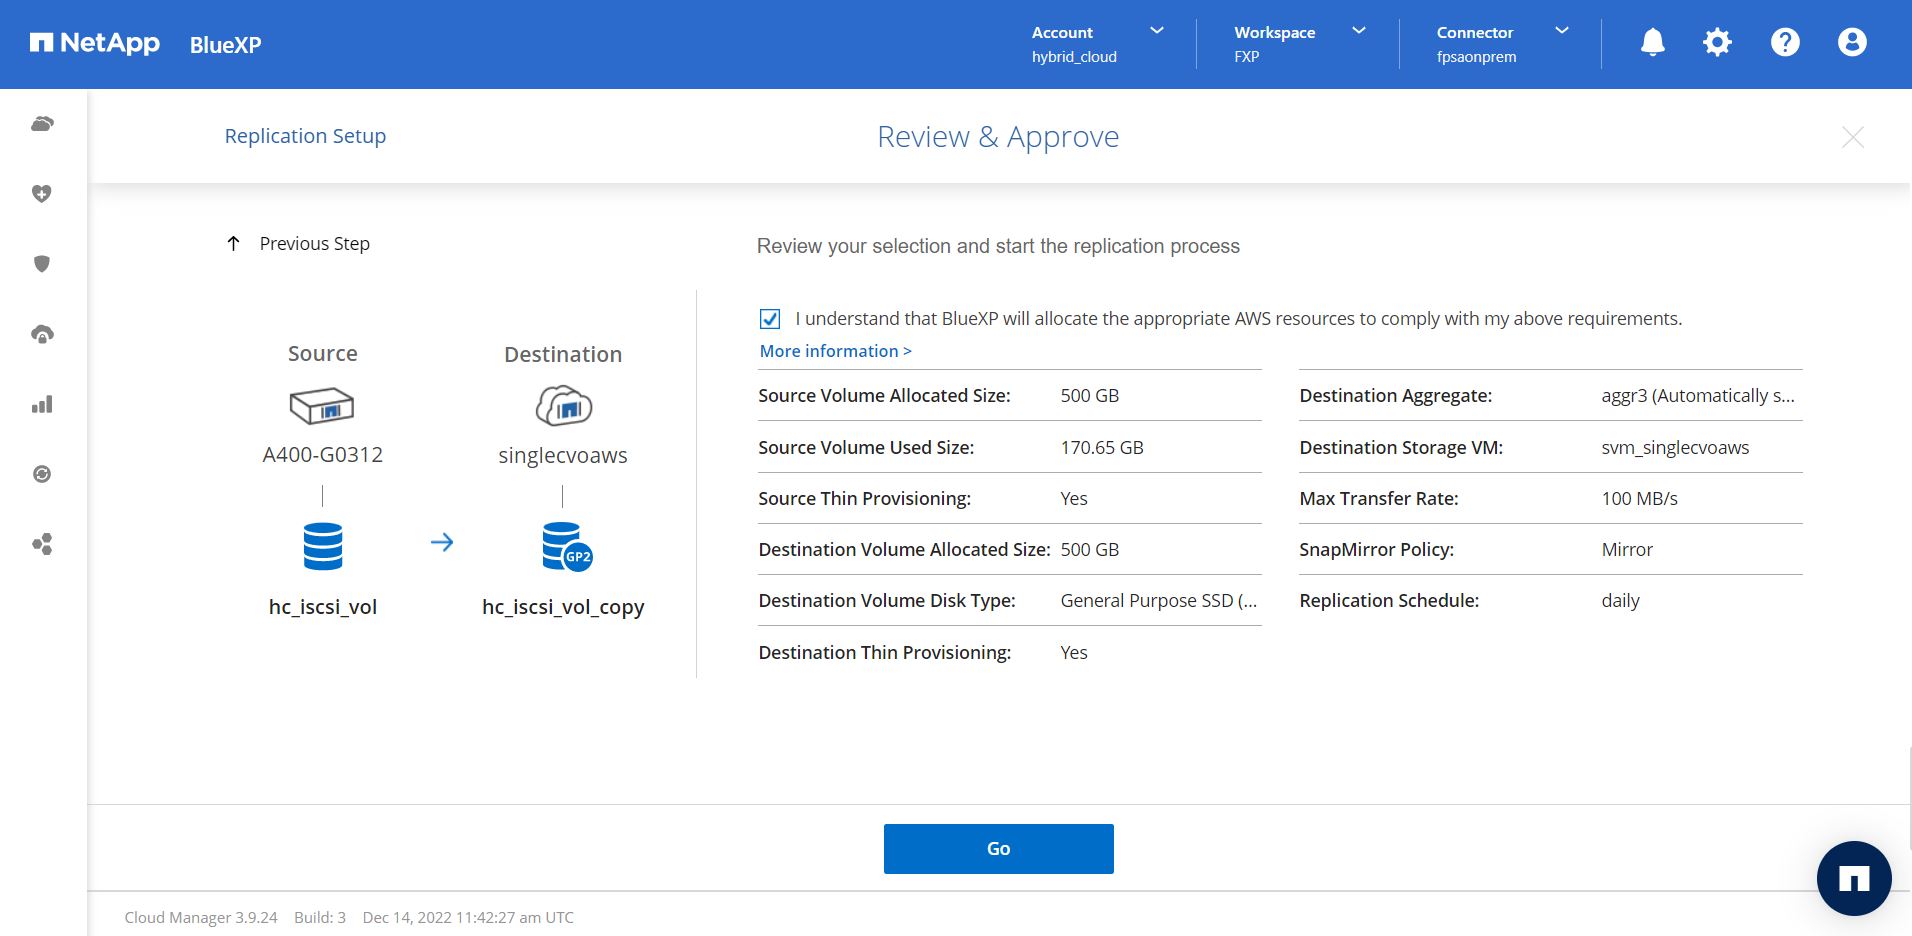 NetApp BlueXP
Account
hybrid_cloud
Workspace
FXP
Connector
fpsaonprem
Replication Setup
Review & Approve
Previous Step
Review your selection and start the replication process
Source
A400-G0312
hc_iscsi_vol
Destination
singlecvoaws
GP2
hc_iscsi_vol_copy
I understand that BlueXP will allocate the appropriate AWS resources to comply with my above requirements.
More information >
Source Volume Allocated Size: 500 GB
Source Volume Used Size: 170.65 GB
Source Thin Provisioning: Yes
Destination Volume Allocated Size: 500 GB
Destination Volume Disk Type: General Purpose SSD (...
Destination Thin Provisioning: Yes
Destination Aggregate: aggr3 (Automatically s...
Destination Storage VM: svm_singlecvoaws
Max Transfer Rate: 100 MB/s
SnapMirror Policy: Mirror
Replication Schedule: daily
Go
Cloud Manager 3.9.24 Build: 3 Dec 14, 2022 11:42:27 am UTC